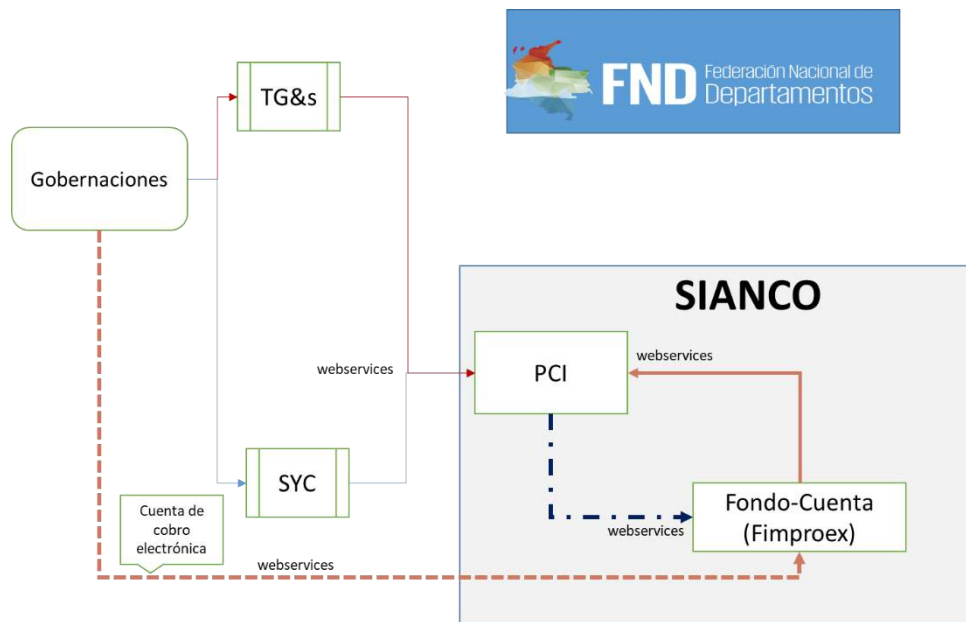 FND
Federación Nacional de
Departamentos
TG&s
Gobernaciones
SIANCO
webservices
PCI
webservices
SYC
Cuenta de
cobro
electrónica
webservices
Fondo-Cuenta
(Fimproex)
webservices